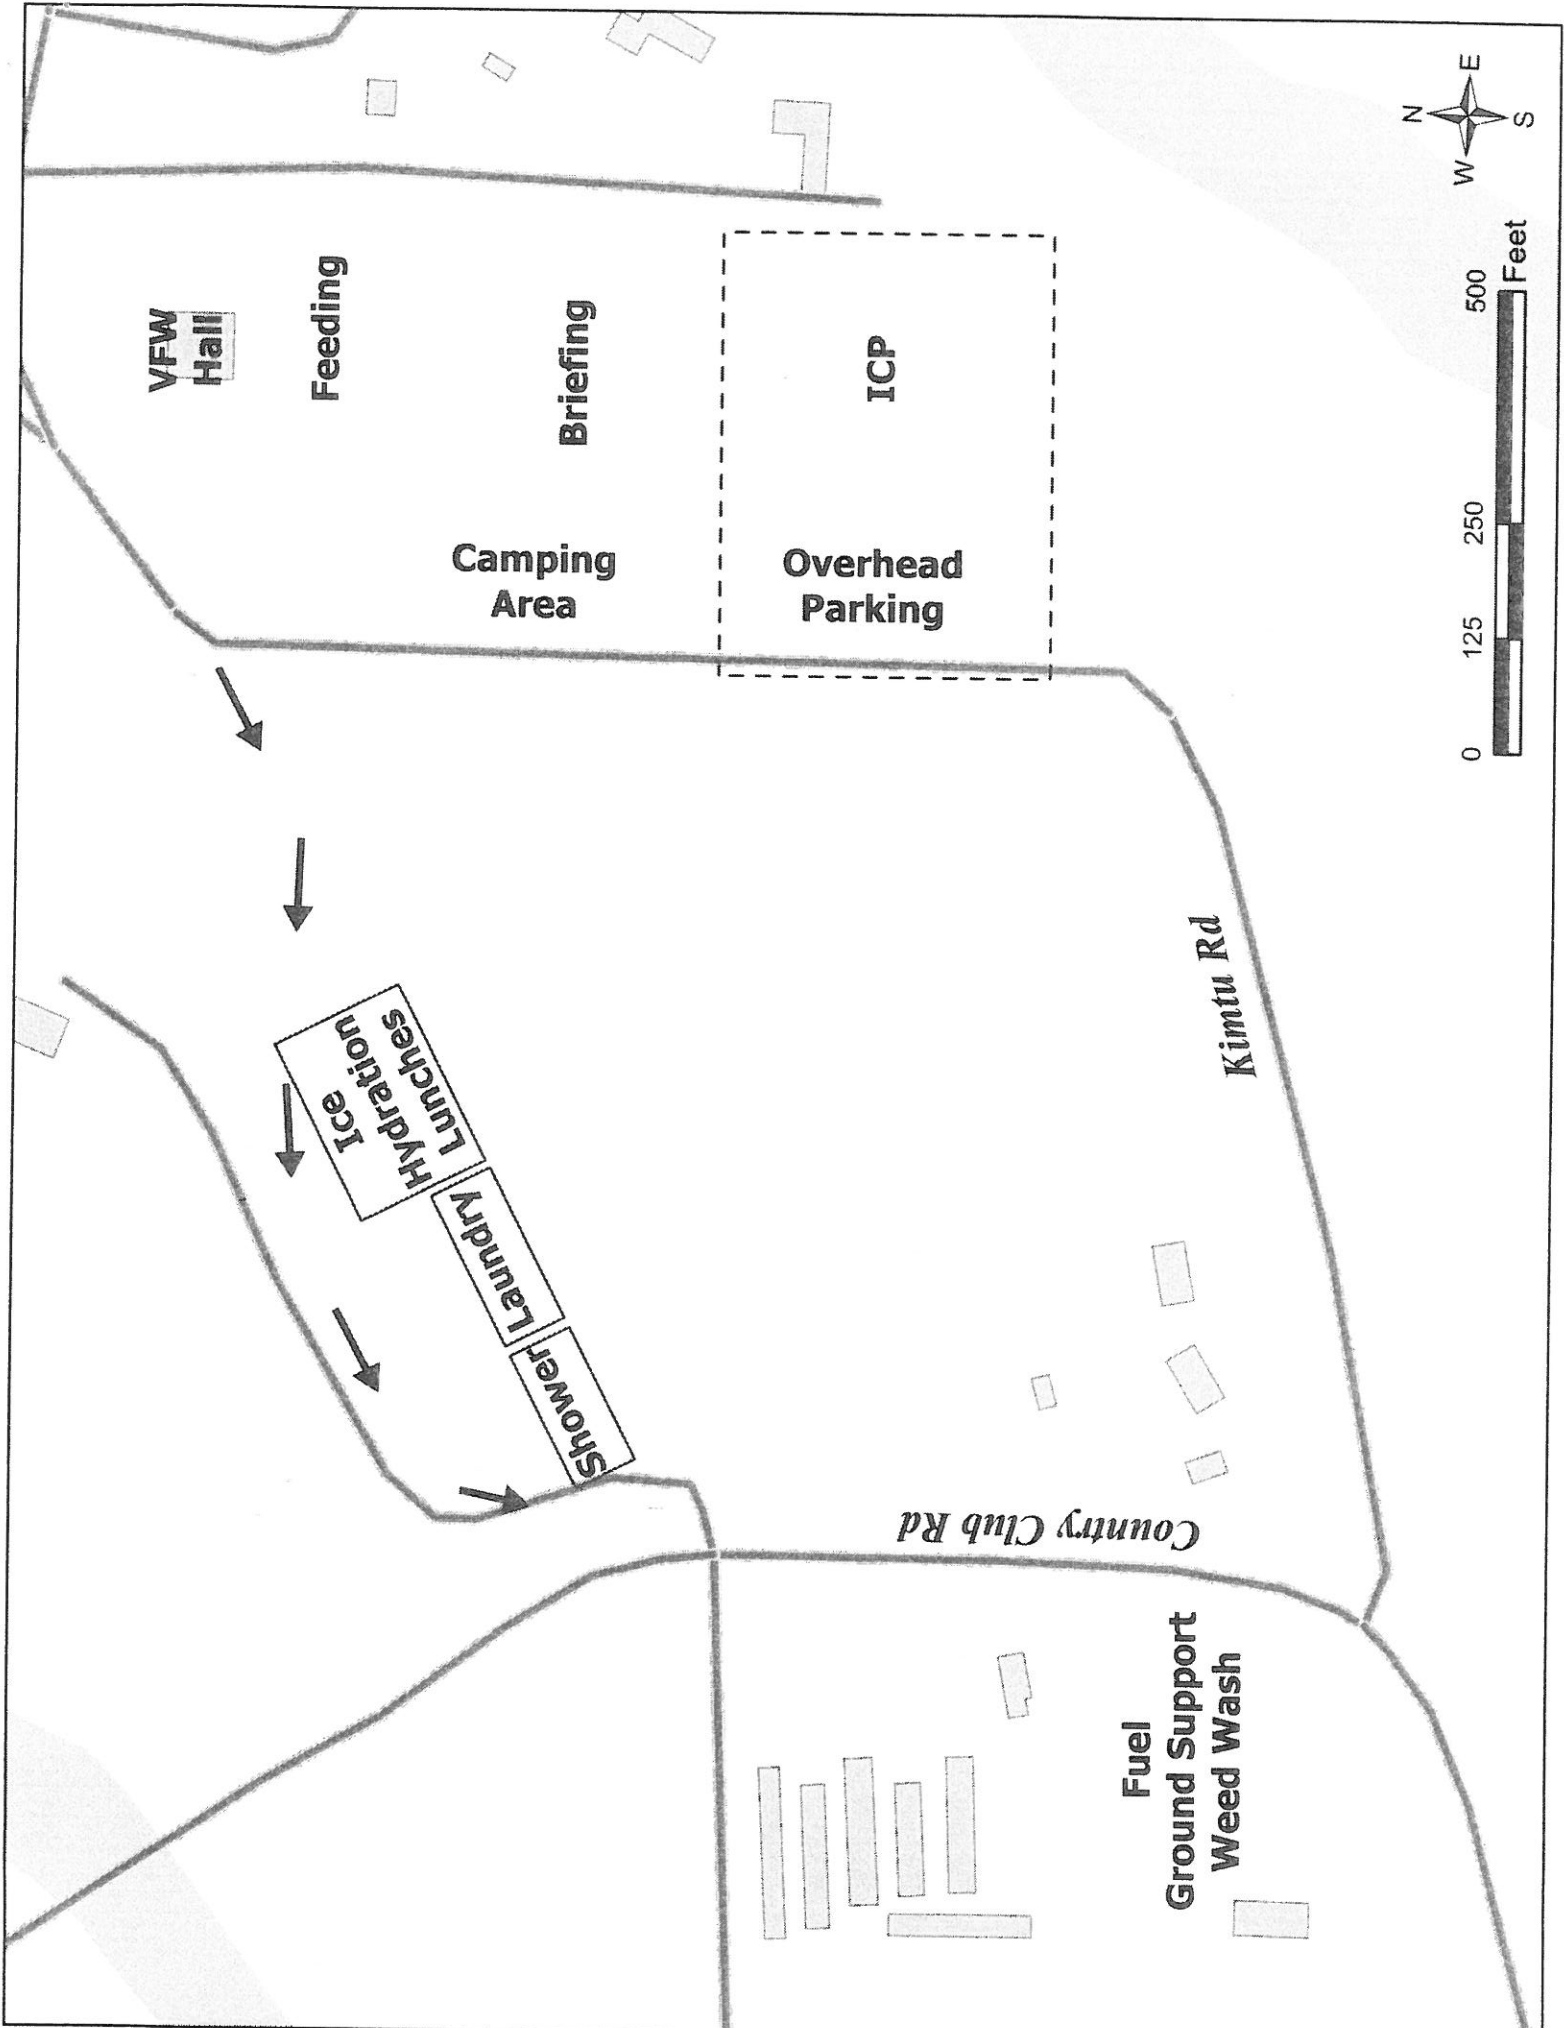 VFW
Hall
Feeding
Briefing
ICP
Camping
Area
Overhead
Parking
Ice
Hydration
Lunches
Laundry
Shower
Kimtu Rd
Country Club Rd
Fuel
Ground Support
Weed Wash
N
E
S
W
0 125 250 500
Feet